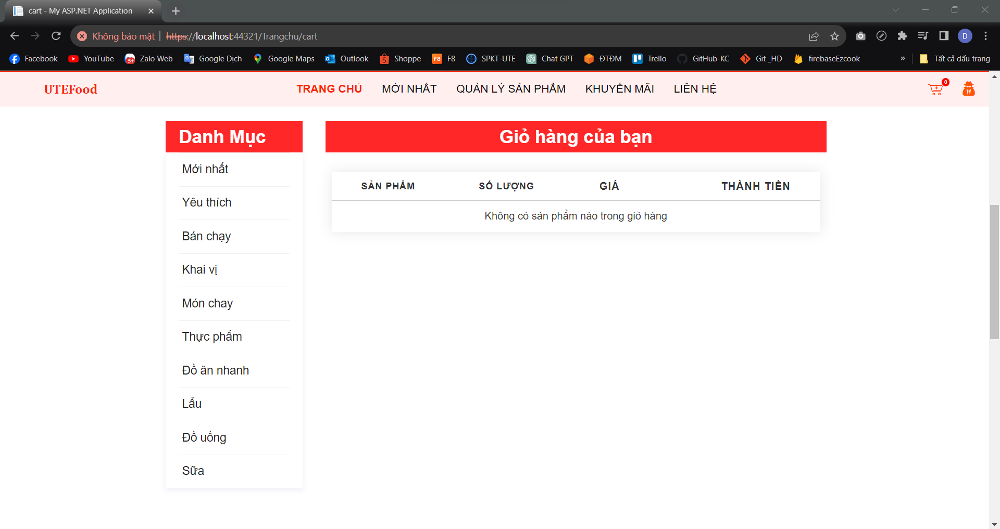 cart - My ASP.NET Application
Không bảo mật https://localhost:44321/Trangchu/cart
D
Facebook YouTube Zalo Web Google Dịch Google Maps Outlook Shoppe F8 SPKT-UTE Chat GPT ĐTĐM Trello GitHub-KC Git _HD firebaseEzcook » Tất cả dấu trang
UTEFood TRANG CHỦ MỚI NHẤT QUẢN LÝ SẢN PHẨM KHUYẾN MÃI LIÊN HỆ 0
Danh Mục
Mới nhất
Yêu thích
Bán chạy
Khai vị
Món chay
Thực phẩm
Đồ ăn nhanh
Lẩu
Đồ uống
Sữa
Giỏ hàng của bạn
SẢN PHẨM SỐ LƯỢNG GIÁ THÀNH TIỀN
Không có sản phẩm nào trong giỏ hàng